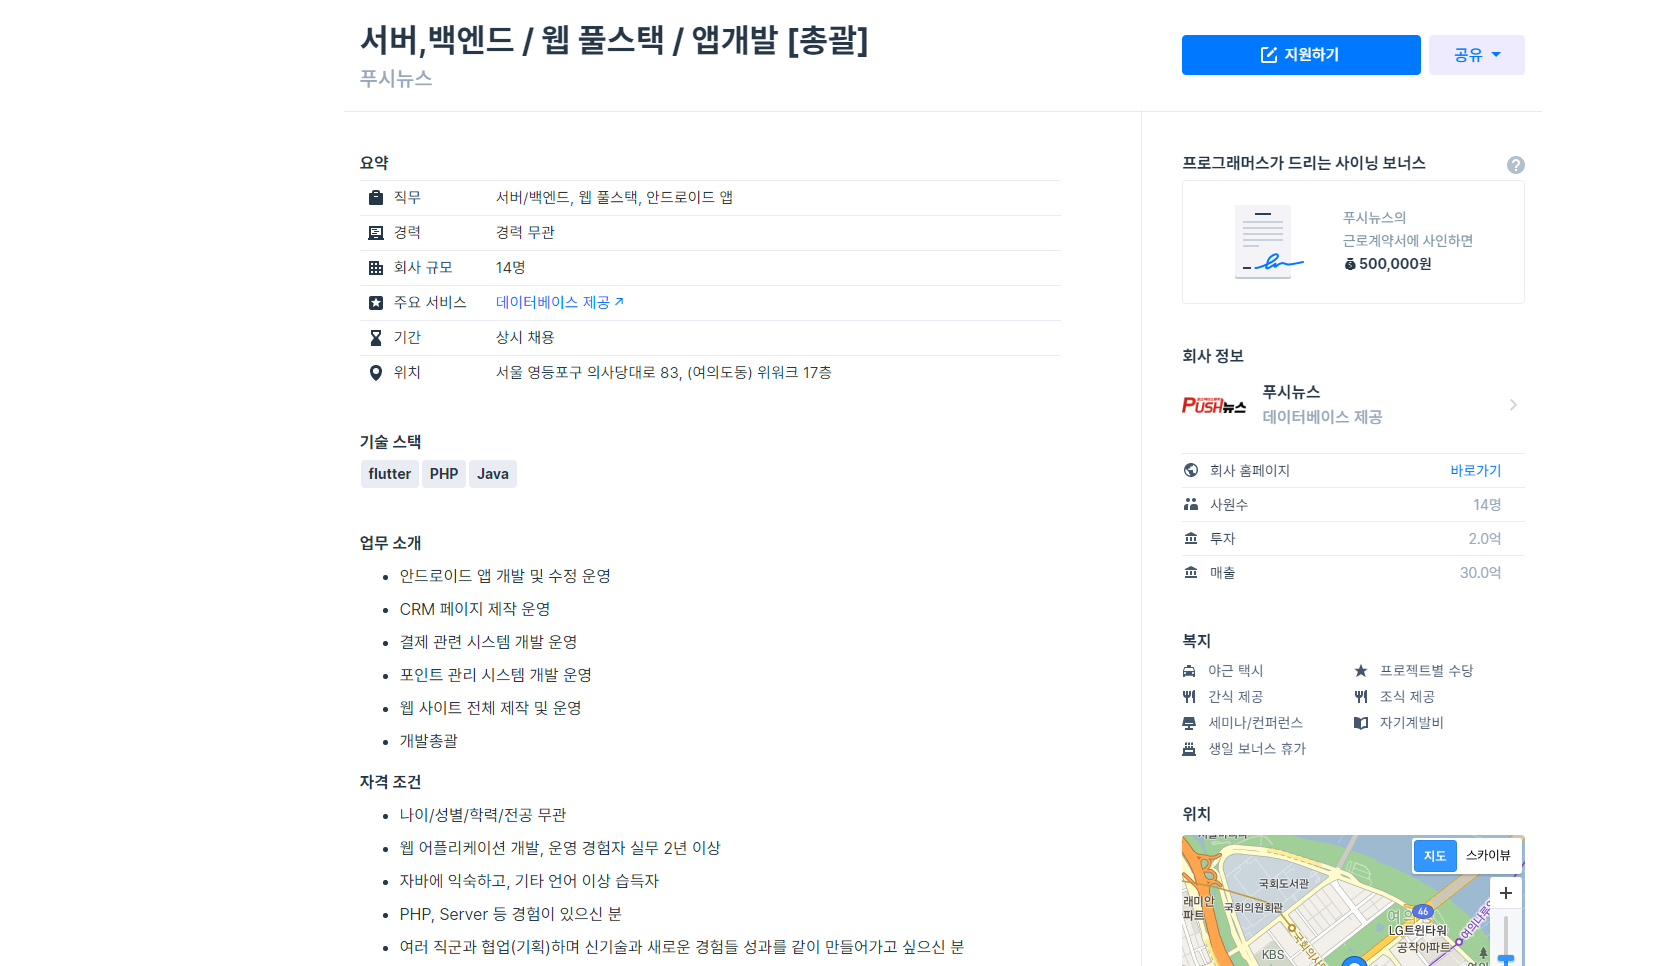 서버,백엔드 / 웹 풀스택 / 앱개발 [총괄]
푸시뉴스
지원하기
공유
요약
직무 서버/백엔드, 웹 풀스택, 안드로이드 앱
경력 경력 무관
회사 규모 14명
주요 서비스 데이터베이스 제공
기간 상시 채용
위치 서울 영등포구 의사당대로 83, (여의도동) 위워크 17층
기술 스택
flutter PHP Java
업무 소개
안드로이드 앱 개발 및 수정 운영
CRM 페이지 제작 운영
결제 관련 시스템 개발 운영
포인트 관리 시스템 개발 운영
웹 사이트 전체 제작 및 운영
개발총괄
자격 조건
나이/성별/학력/전공 무관
웹 어플리케이션 개발, 운영 경험자 실무 2년 이상
자바에 익숙하고, 기타 언어 이상 습득자
PHP, Server 등 경험이 있으신 분
여러 직군과 협업(기획)하며 신기술과 새로운 경험들 성과를 같이 만들어가고 싶으신 분
프로그래머스가 드리는 사이닝 보너스
?
푸시뉴스의
근로계약서에 사인하면
500,000원
회사 정보
PUSH뉴스
푸시뉴스
데이터베이스 제공
회사 홈페이지 바로가기
사원수 14명
투자 2.0억
매출 30.0억
복지
야근 택시 프로젝트별 수당
간식 제공 조식 제공
세미나/컨퍼런스 자기계발비
생일 보너스 휴가
위치
지도 스카이뷰
+
국회도서관
래미안
파트
국회의원회관
46
LG트윈타워
공작아파트
KBS
국회의사
여의나루